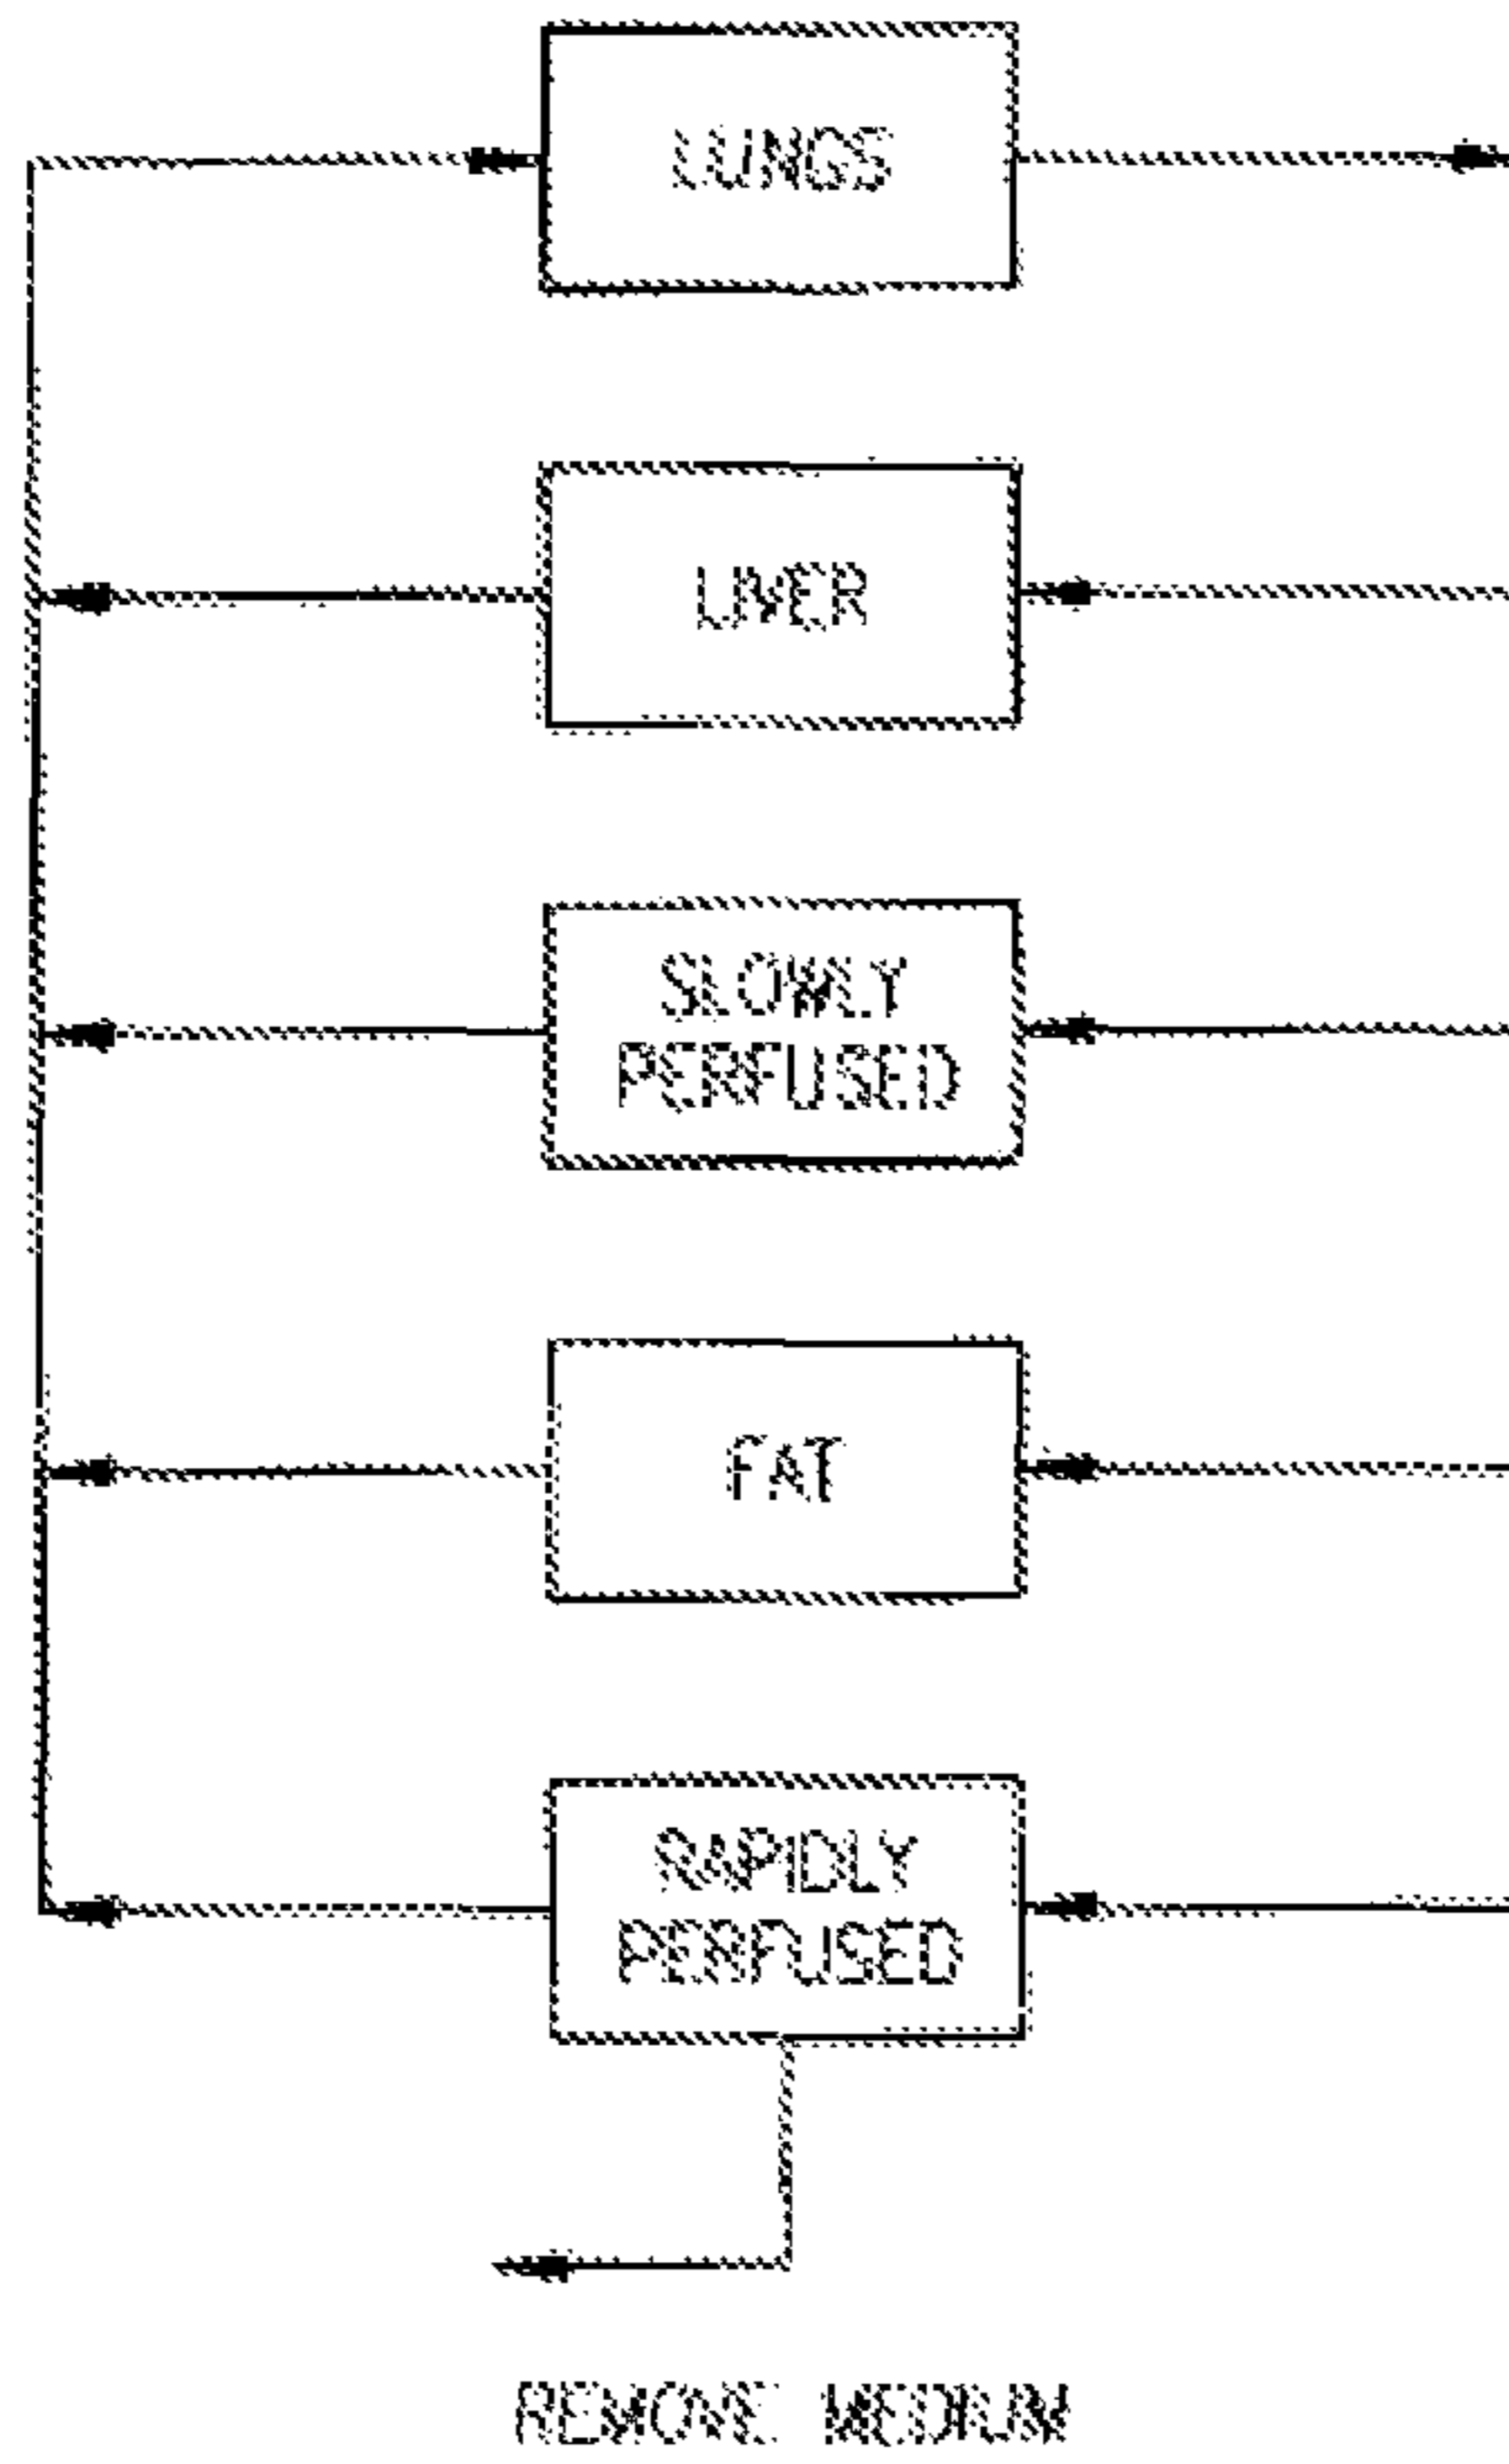 LUNGS
LIVER
SLOWLY
PERFUSED
FAT
RAPIDLY
PERFUSED
REMOVE MEDIUM